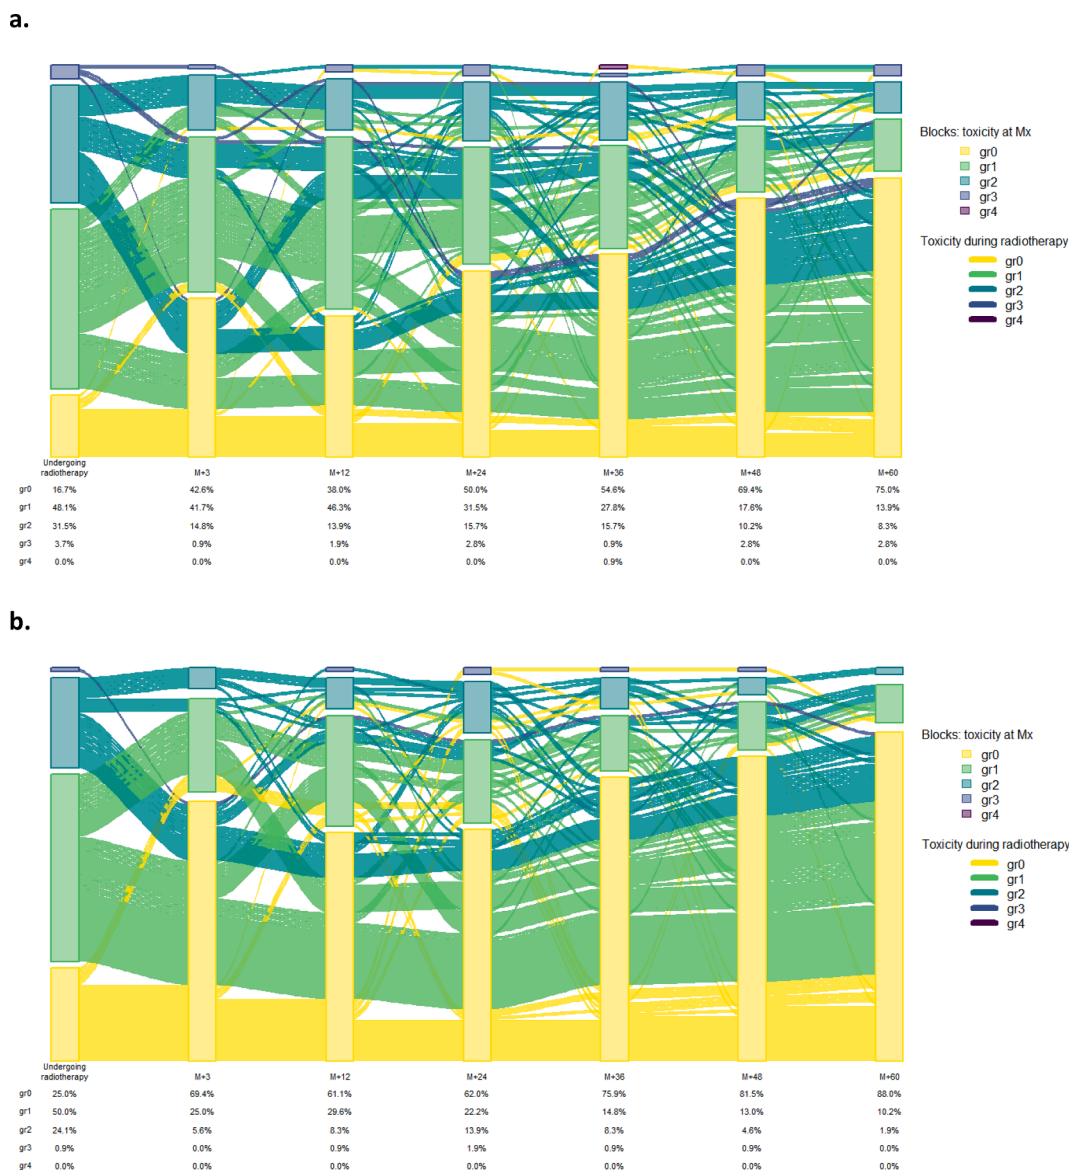 a.
Blocks: toxicity at Mx
gr0
gr1
gr2
gr3
gr4
Toxicity during radiotherapy
gr0
gr1
gr2
gr3
gr4
Undergoing
radiotherapy M+3 M+12 M+24 M+36 M+48 M+60
gr0 16.7% 42.6% 38.0% 50.0% 54.6% 69.4% 75.0%
gr1 48.1% 41.7% 46.3% 31.5% 27.8% 17.6% 13.9%
gr2 31.5% 14.8% 13.9% 15.7% 15.7% 10.2% 8.3%
gr3 3.7% 0.9% 1.9% 2.8% 0.9% 2.8% 2.8%
gr4 0.0% 0.0% 0.0% 0.0% 0.9% 0.0% 0.0%
b.
Blocks: toxicity at Mx
gr0
gr1
gr2
gr3
gr4
Toxicity during radiotherapy
gr0
gr1
gr2
gr3
gr4
Undergoing
radiotherapy M+3 M+12 M+24 M+36 M+48 M+60
gr0 25.0% 69.4% 61.1% 62.0% 75.9% 81.5% 88.0%
gr1 50.0% 25.0% 29.6% 22.2% 14.8% 13.0% 10.2%
gr2 24.1% 5.6% 8.3% 13.9% 8.3% 4.6% 1.9%
gr3 0.9% 0.0% 0.9% 1.9% 0.9% 0.9% 0.0%
gr4 0.0% 0.0% 0.0% 0.0% 0.0% 0.0% 0.0%